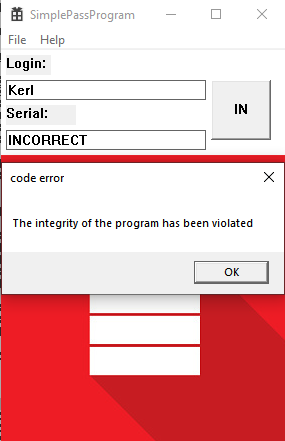 SimplePassProgram
File Help
Login:
Kerl
IN
Serial:
INCORRECT
code error
The integrity of the program has been violated
OK